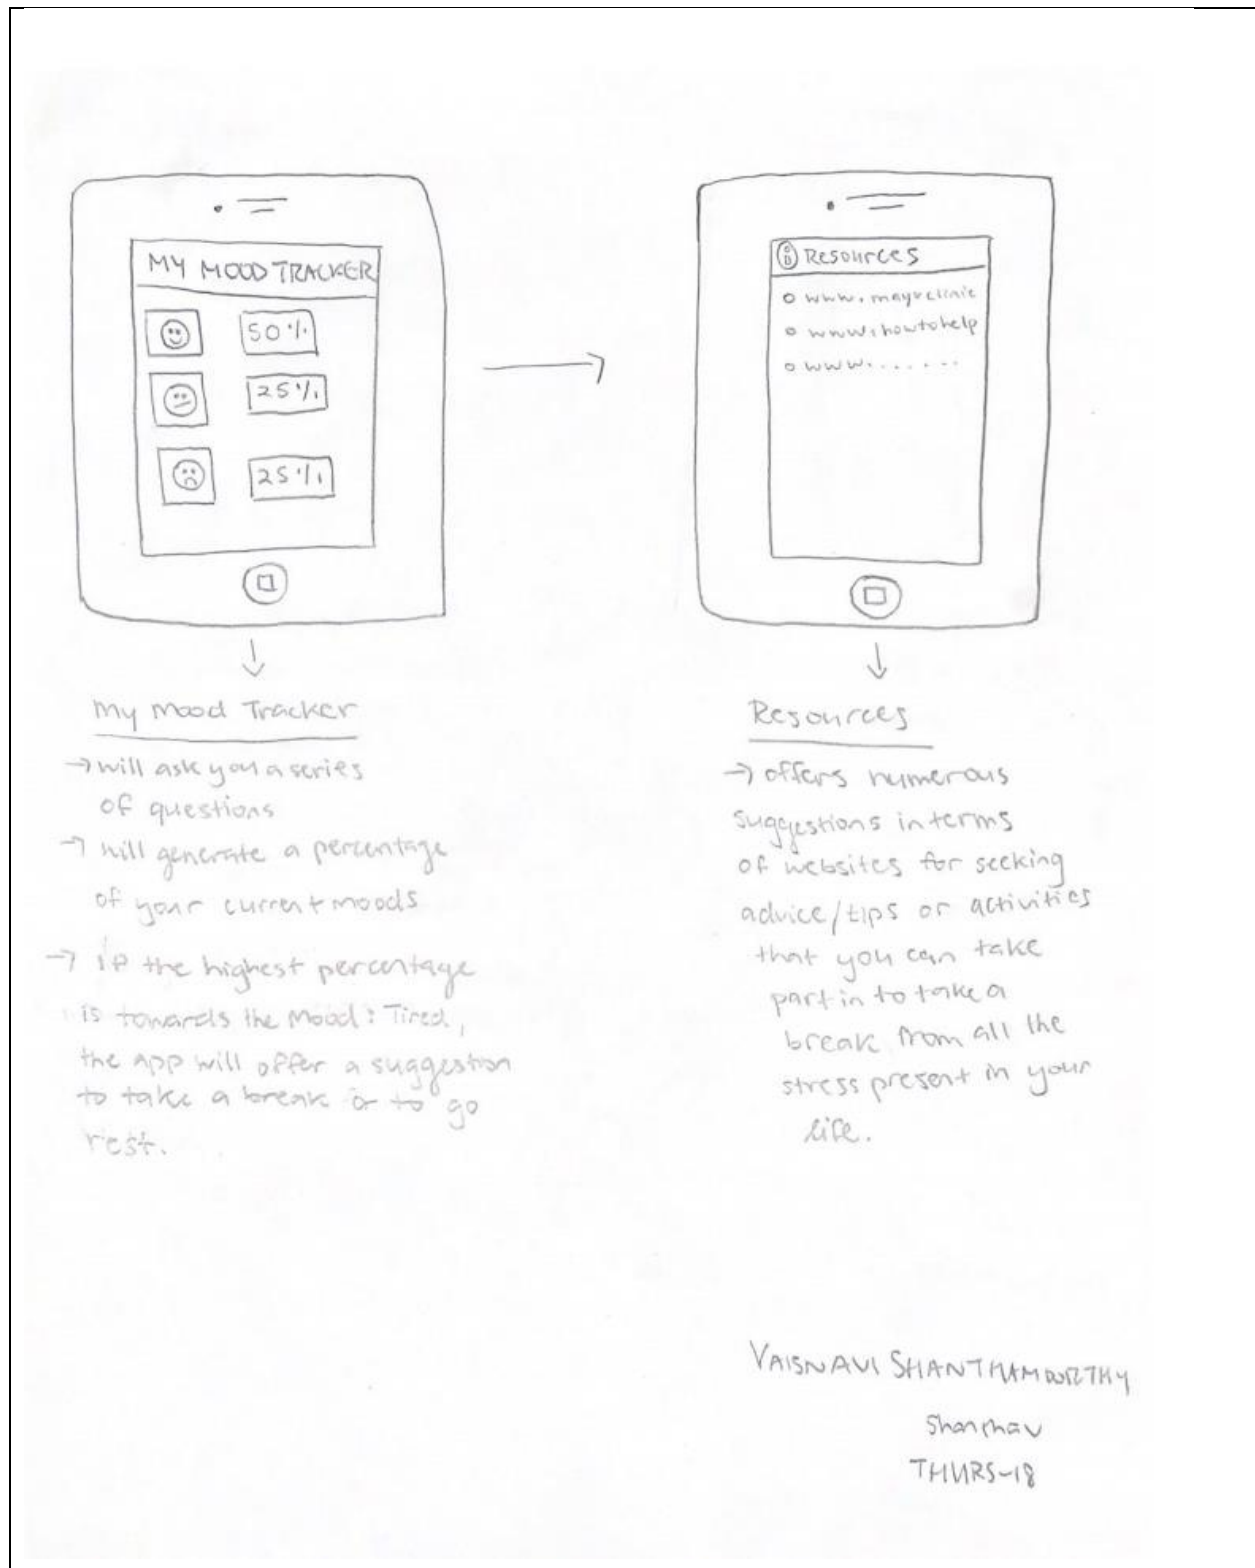 MY MOOD TRACKER
50%
25%
25%
Resources
www.mayoclinic
www.howtohelp
www.......
My Mood Tracker
→ will ask you a series
of questions
→ will generate a percentage
of your current moods
→ if the highest percentage
is towards the mood: Tired,
the app will offer a suggestion
to take a break or to go
rest.
Resources
→ offers numerous
suggestions in terms
of websites for seeking
advice/tips or activities
that you can take
part in to take a
break from all the
stress present in your
life.
VAISNAVI SHANTHAMOORTHY
THURS-18